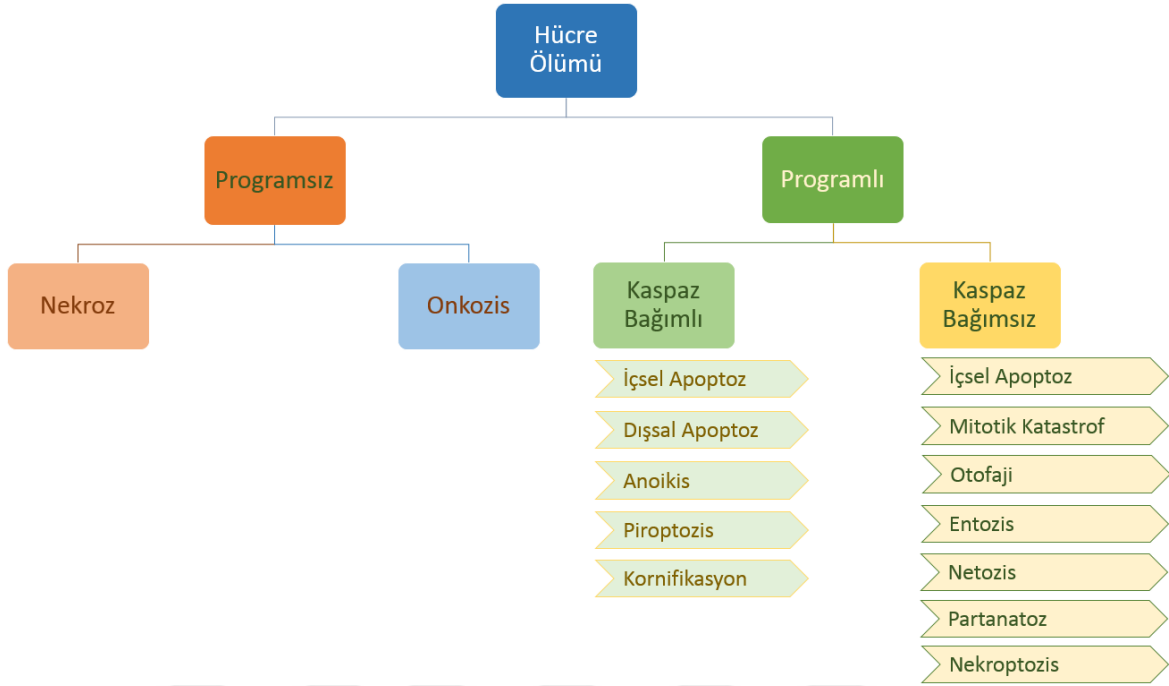 Hücre
Ölümü
Programsız
Programlı
Nekroz
Onkozis
Kaspaz
Bağımlı
Kaspaz
Bağımsız
İçsel Apoptoz
Dışsal Apoptoz
Anoikis
Piroptozis
Kornifikasyon
İçsel Apoptoz
Mitotik Katastrof
Otofaji
Entozis
Netozis
Partanatoz
Nekroptozis